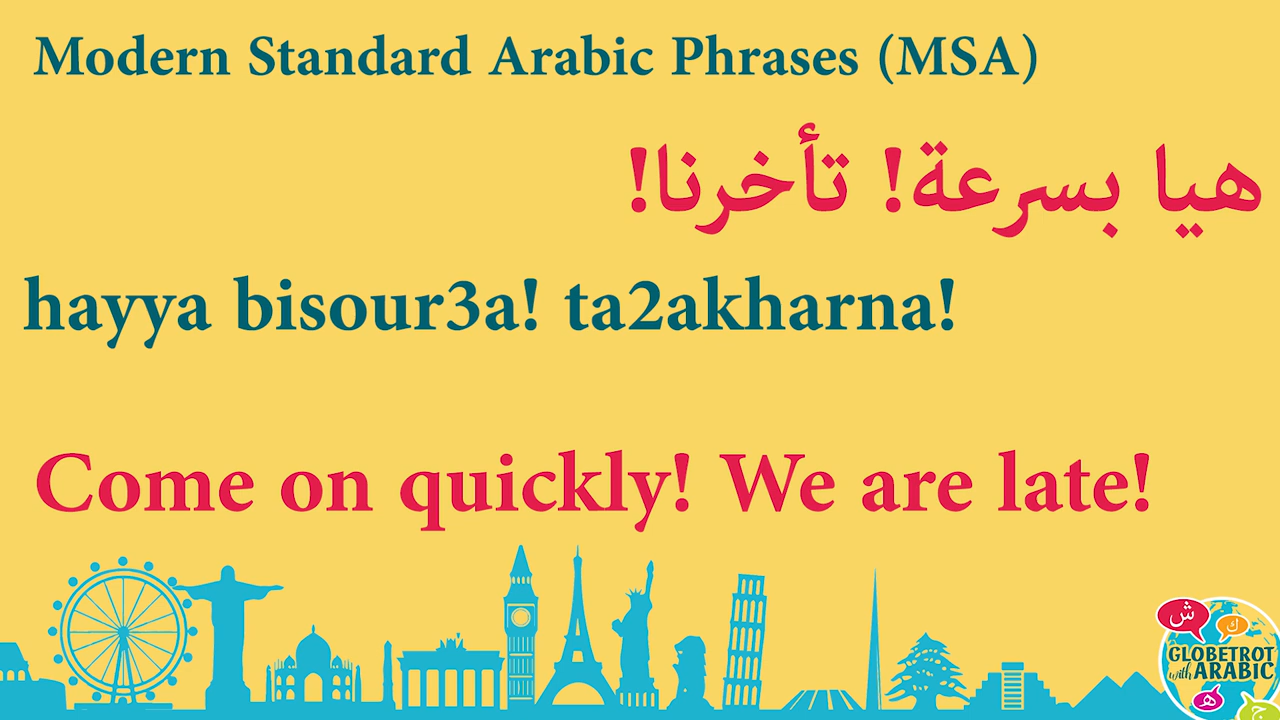 Modern Standard Arabic Phrases (MSA)
هيا بسرعة! تأخرنا!
hayya bisour3a! ta2akharna!
Come on quickly! We are late!
ش
ك
GLOBETROT
with ARABIC
ه
ج